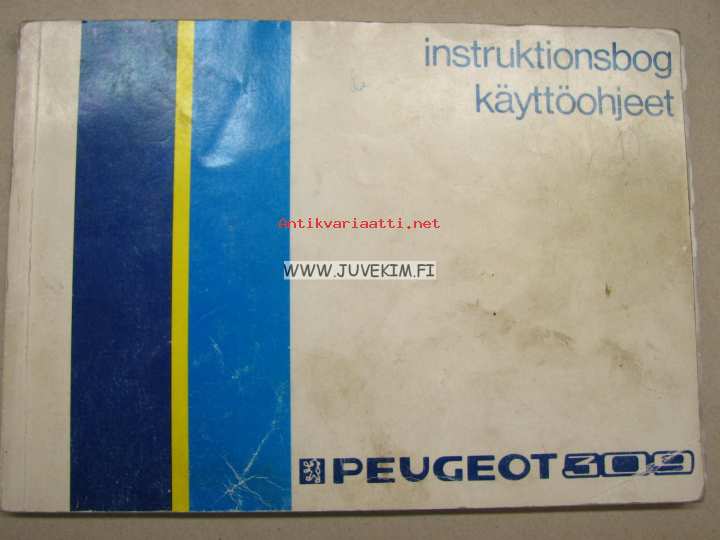 instruktionsbog
käyttöohjeet
Antikvariaatti.net
WWW.JUVEKIM.FI
PEUGEOT 309